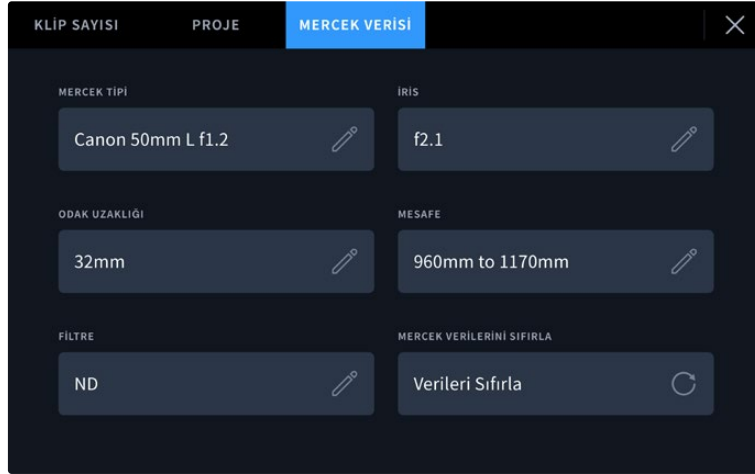 KLİP SAYISI PROJE MERCEK VERİSİ
MERCEK TİPİ İRİS
Canon 50mm L f1.2 f2.1
ODAK UZAKLIĞI MESAFE
32mm 960mm to 1170mm
FİLTRE MERCEK VERİLERİNİ SIFIRLA
ND Verileri Sıfırla